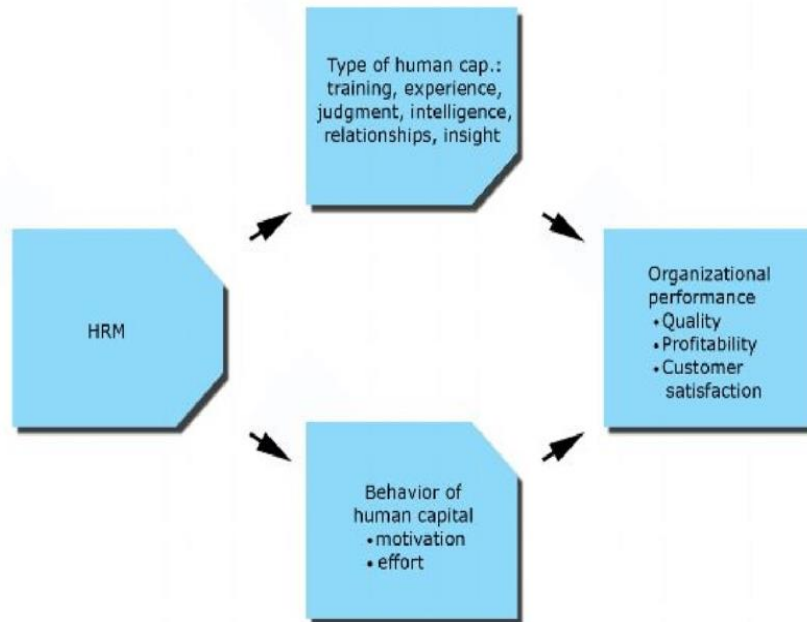 Type of human cap.:
training, experience,
judgment, intelligence,
relationships, insight
HRM
Organizational
performance
•Quality
•Profitability
•Customer
satisfaction
Behavior of
human capital
•motivation
•effort